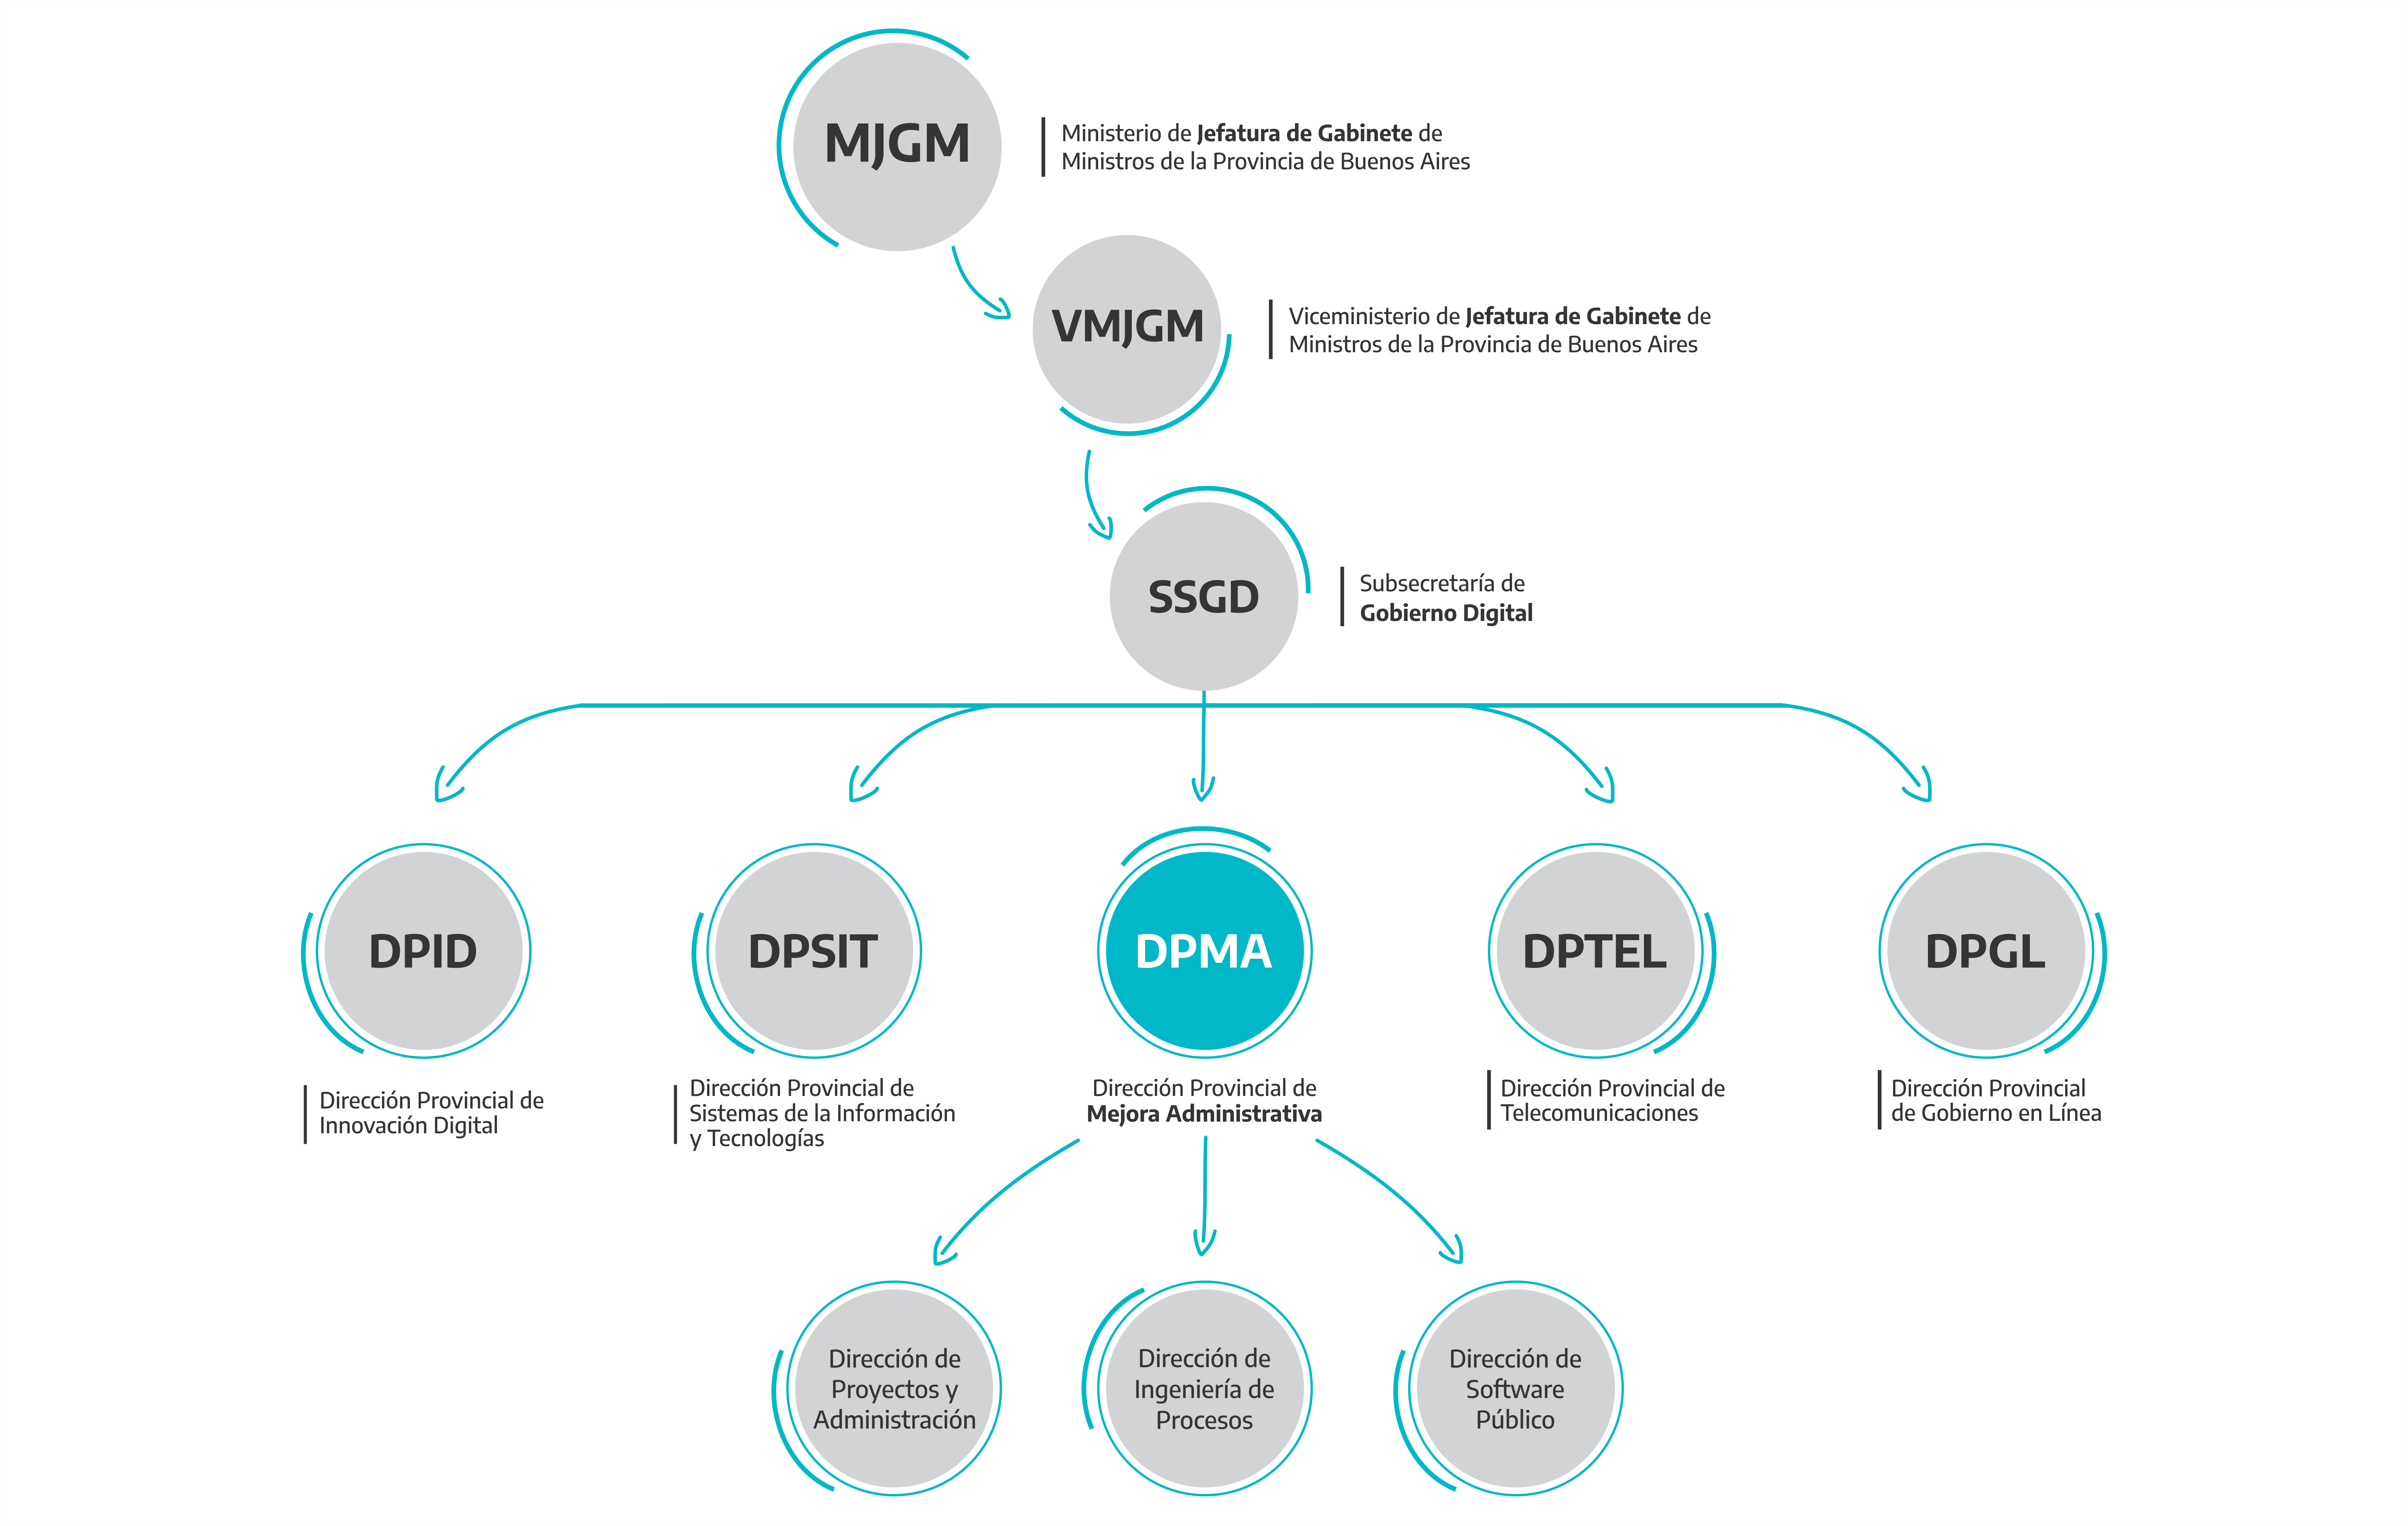 MJGM
Ministerio de Jefatura de Gabinete de
Ministros de la Provincia de Buenos Aires
VMJGM
Viceministerio de Jefatura de Gabinete de
Ministros de la Provincia de Buenos Aires
SSGD
Subsecretaría de
Gobierno Digital
DPID
Dirección Provincial de
Innovación Digital
DPSIT
Dirección Provincial de
Sistemas de la Información
y Tecnologías
DPMA
Dirección Provincial de
Mejora Administrativa
DPTEL
Dirección Provincial de
Telecomunicaciones
DPGL
Dirección Provincial
de Gobierno en Línea
Dirección de
Proyectos y
Administración
Dirección de
Ingeniería de
Procesos
Dirección de
Software
Público